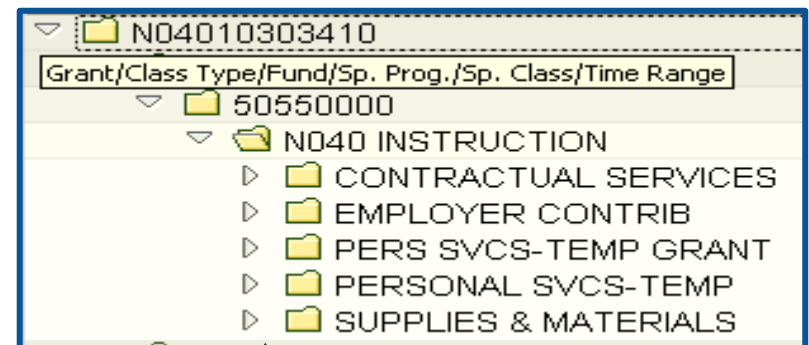 N04010303410
Grant/Class Type/Fund/Sp. Prog./Sp. Class/Time Range
50550000
N040 INSTRUCTION
CONTRACTUAL SERVICES
EMPLOYER CONTRIB
PERS SVCS-TEMP GRANT
PERSONAL SVCS-TEMP
SUPPLIES & MATERIALS